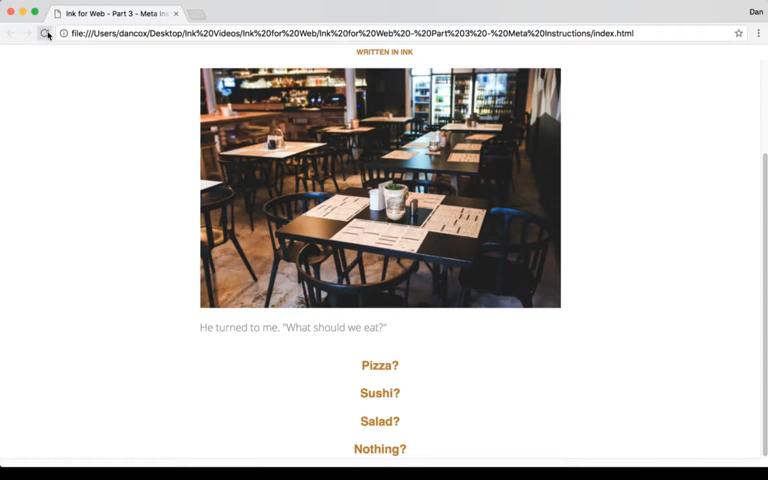 Ink for Web - Part 3 - Meta In
Dan
file:///Users/dancox/Desktop/Ink%20Videos/Ink%20for%20Web/Ink%20for%20Web%20-%20Part%203%20-%20Meta%20Instructions/index.html
WRITTEN IN INK
He turned to me. "What should we eat?"
Pizza?
Sushi?
Salad?
Nothing?